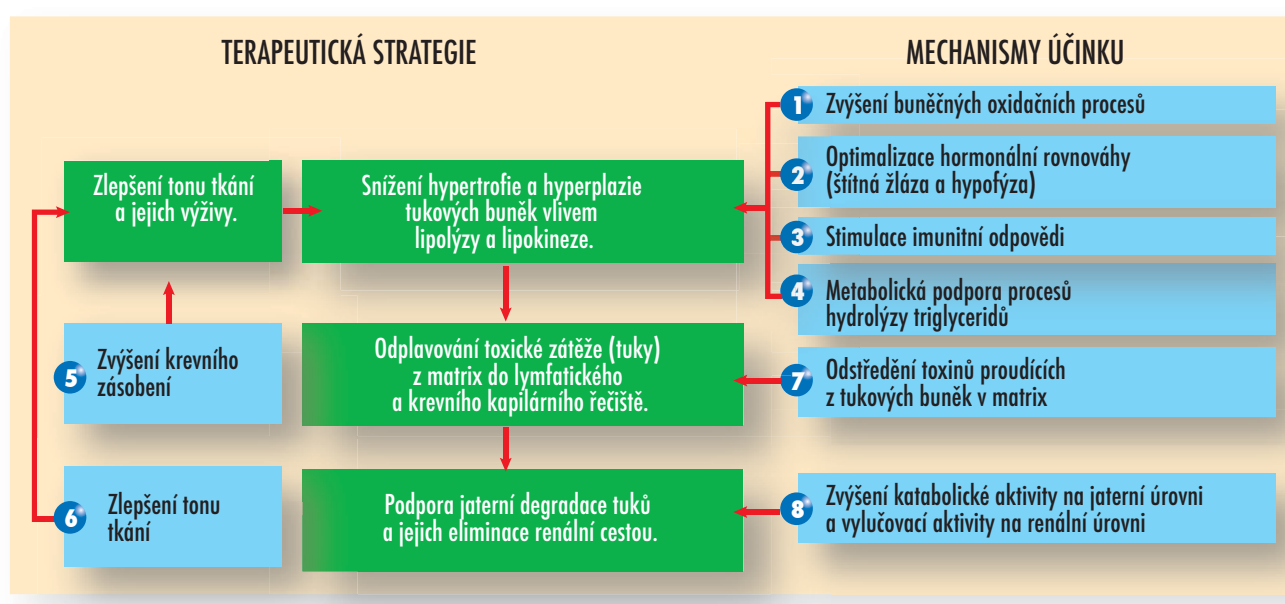 TERAPEUTICKÁ STRATEGIE
MECHANISMY ÚČINKU
1 Zvýšení buněčných oxidačních procesů
2 Optimalizace hormonální rovnováhy
(štítná žláza a hypofýza)
3 Stimulace imunitní odpovědi
4 Metabolická podpora procesů
hydrolýzy triglyceridů
Zlepšení tonu tkání
a jejich výživy.
Snížení hypertrofie a hyperplazie
tukových buněk vlivem
lipolýzy a lipokineze.
5 Zvýšení krevního
zásobení
Odplavování toxické zátěže (tuky)
z matrix do lymfatického
a krevního kapilárního řečiště.
7 Odstředění toxinů proudících
z tukových buněk v matrix
6 Zlepšení tonu
tkání
Podpora jaterní degradace tuků
a jejich eliminace renální cestou.
8 Zvýšení katabolické aktivity na jaterní úrovni
a vylučovací aktivity na renální úrovni